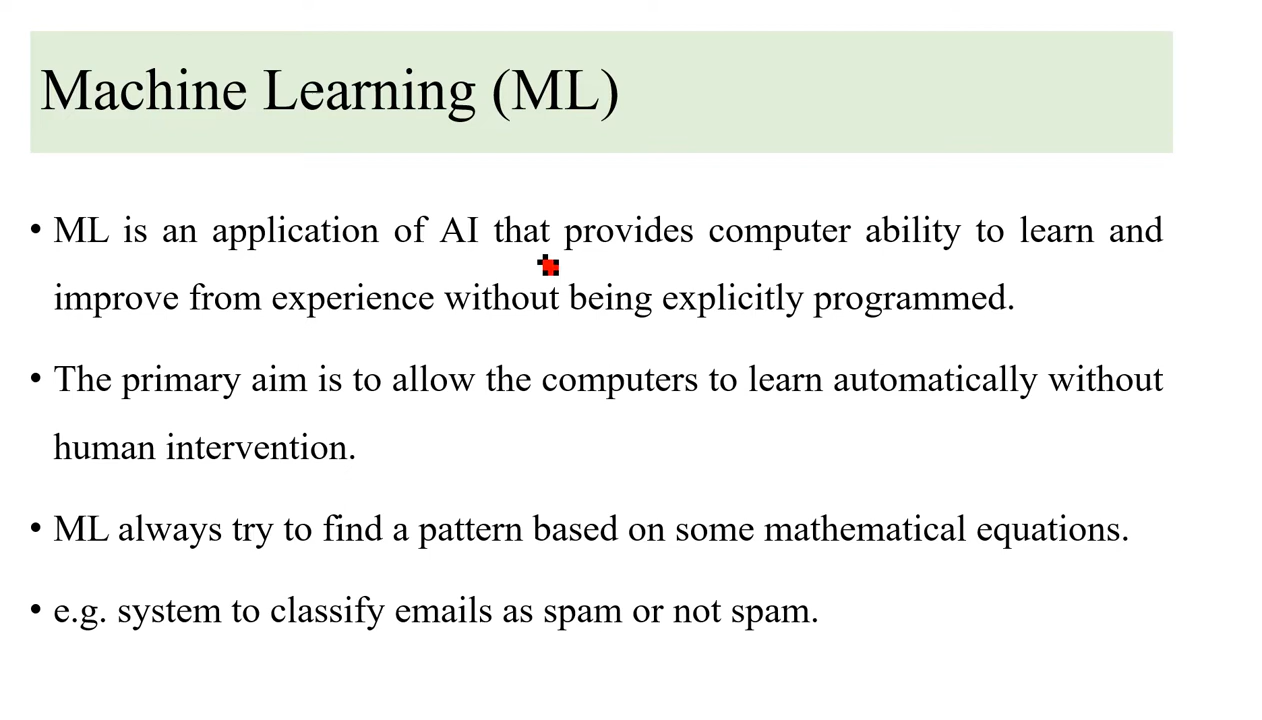 Machine Learning (ML)
• ML is an application of AI that provides computer ability to learn and
improve from experience without being explicitly programmed.
• The primary aim is to allow the computers to learn automatically without
human intervention.
• ML always try to find a pattern based on some mathematical equations.
• e.g. system to classify emails as spam or not spam.